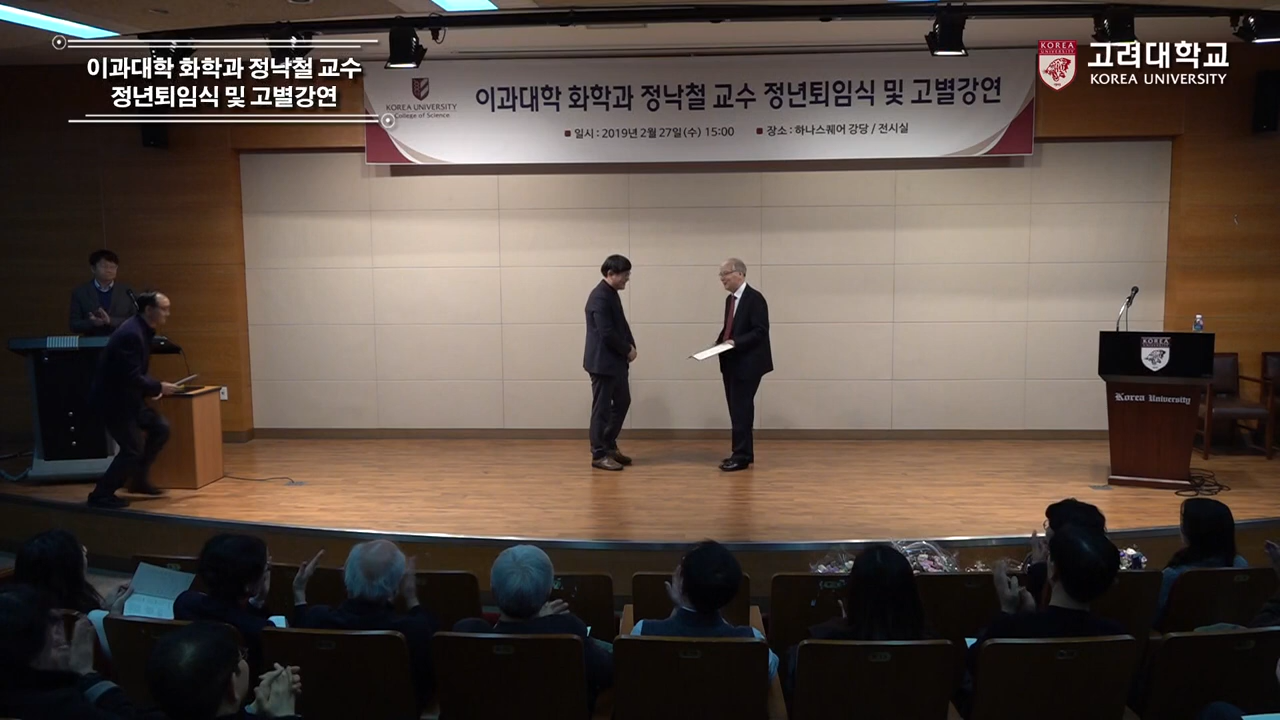 이과대학 화학과 정낙철 교수
정년퇴임식 및 고별강연
KOREA UNIVERSITY
College of Science
이과대학 화학과 정낙철 교수 정년퇴임식 및 고별강연
■ 일시 : 2019년 2월 27일(수) 15:00 ■ 장소 : 하나스퀘어 강당 / 전시실
KOREA
UNIVERSITY
고려대학교
KOREA UNIVERSITY
KOREA
Korea University